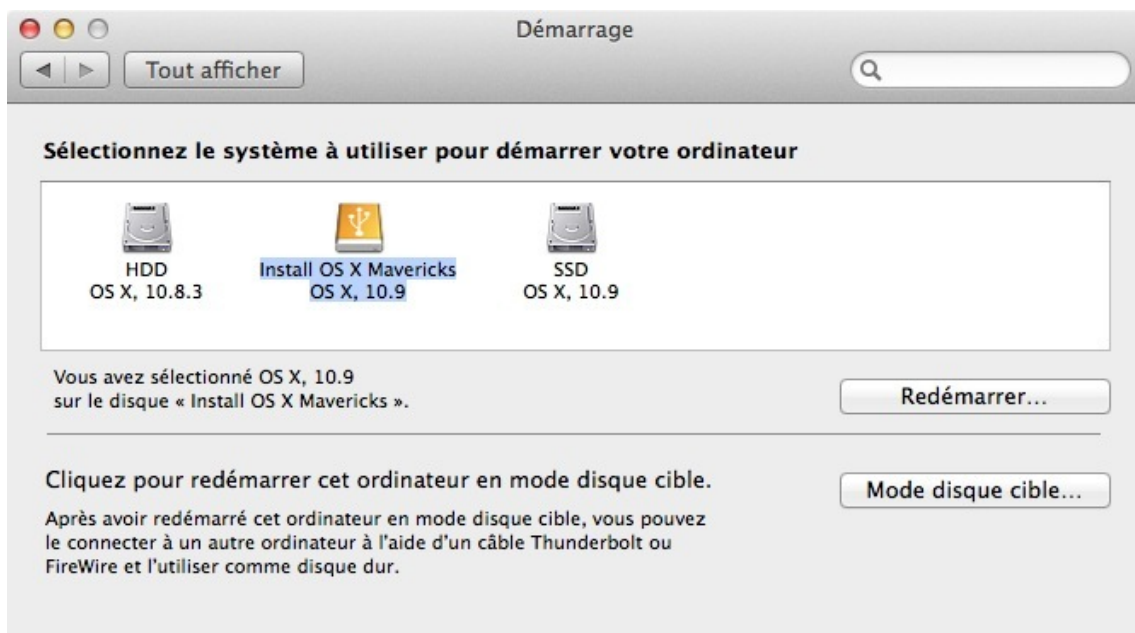 Démarrage
Tout afficher
Sélectionnez le système à utiliser pour démarrer votre ordinateur
HDD
OS X, 10.8.3
Install OS X Mavericks
OS X, 10.9
SSD
OS X, 10.9
Vous avez sélectionné OS X, 10.9
sur le disque « Install OS X Mavericks ».
Redémarrer...
Cliquez pour redémarrer cet ordinateur en mode disque cible.
Mode disque cible...
Après avoir redémarré cet ordinateur en mode disque cible, vous pouvez
le connecter à un autre ordinateur à l'aide d'un câble Thunderbolt ou
FireWire et l'utiliser comme disque dur.